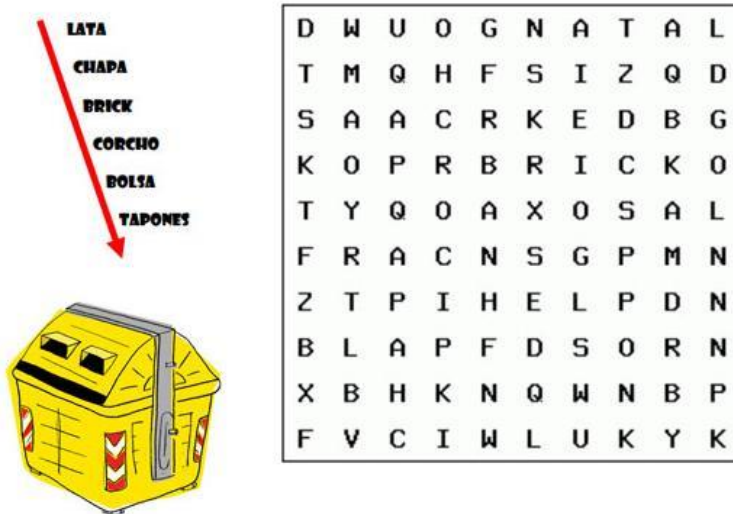 LATA
CHAPA
BRICK
CORCHO
BOLSA
TAPONES
D W U O G N A T A L
T M Q H F S I Z Q D
S A A C R K E D B G
K O P R B R I C K O
T Y Q O A X O S A L
F R A C N S G P M N
Z T P I H E L P D N
B L A P F D S O R N
X B H K N Q W N B P
F V C I W L U K Y K